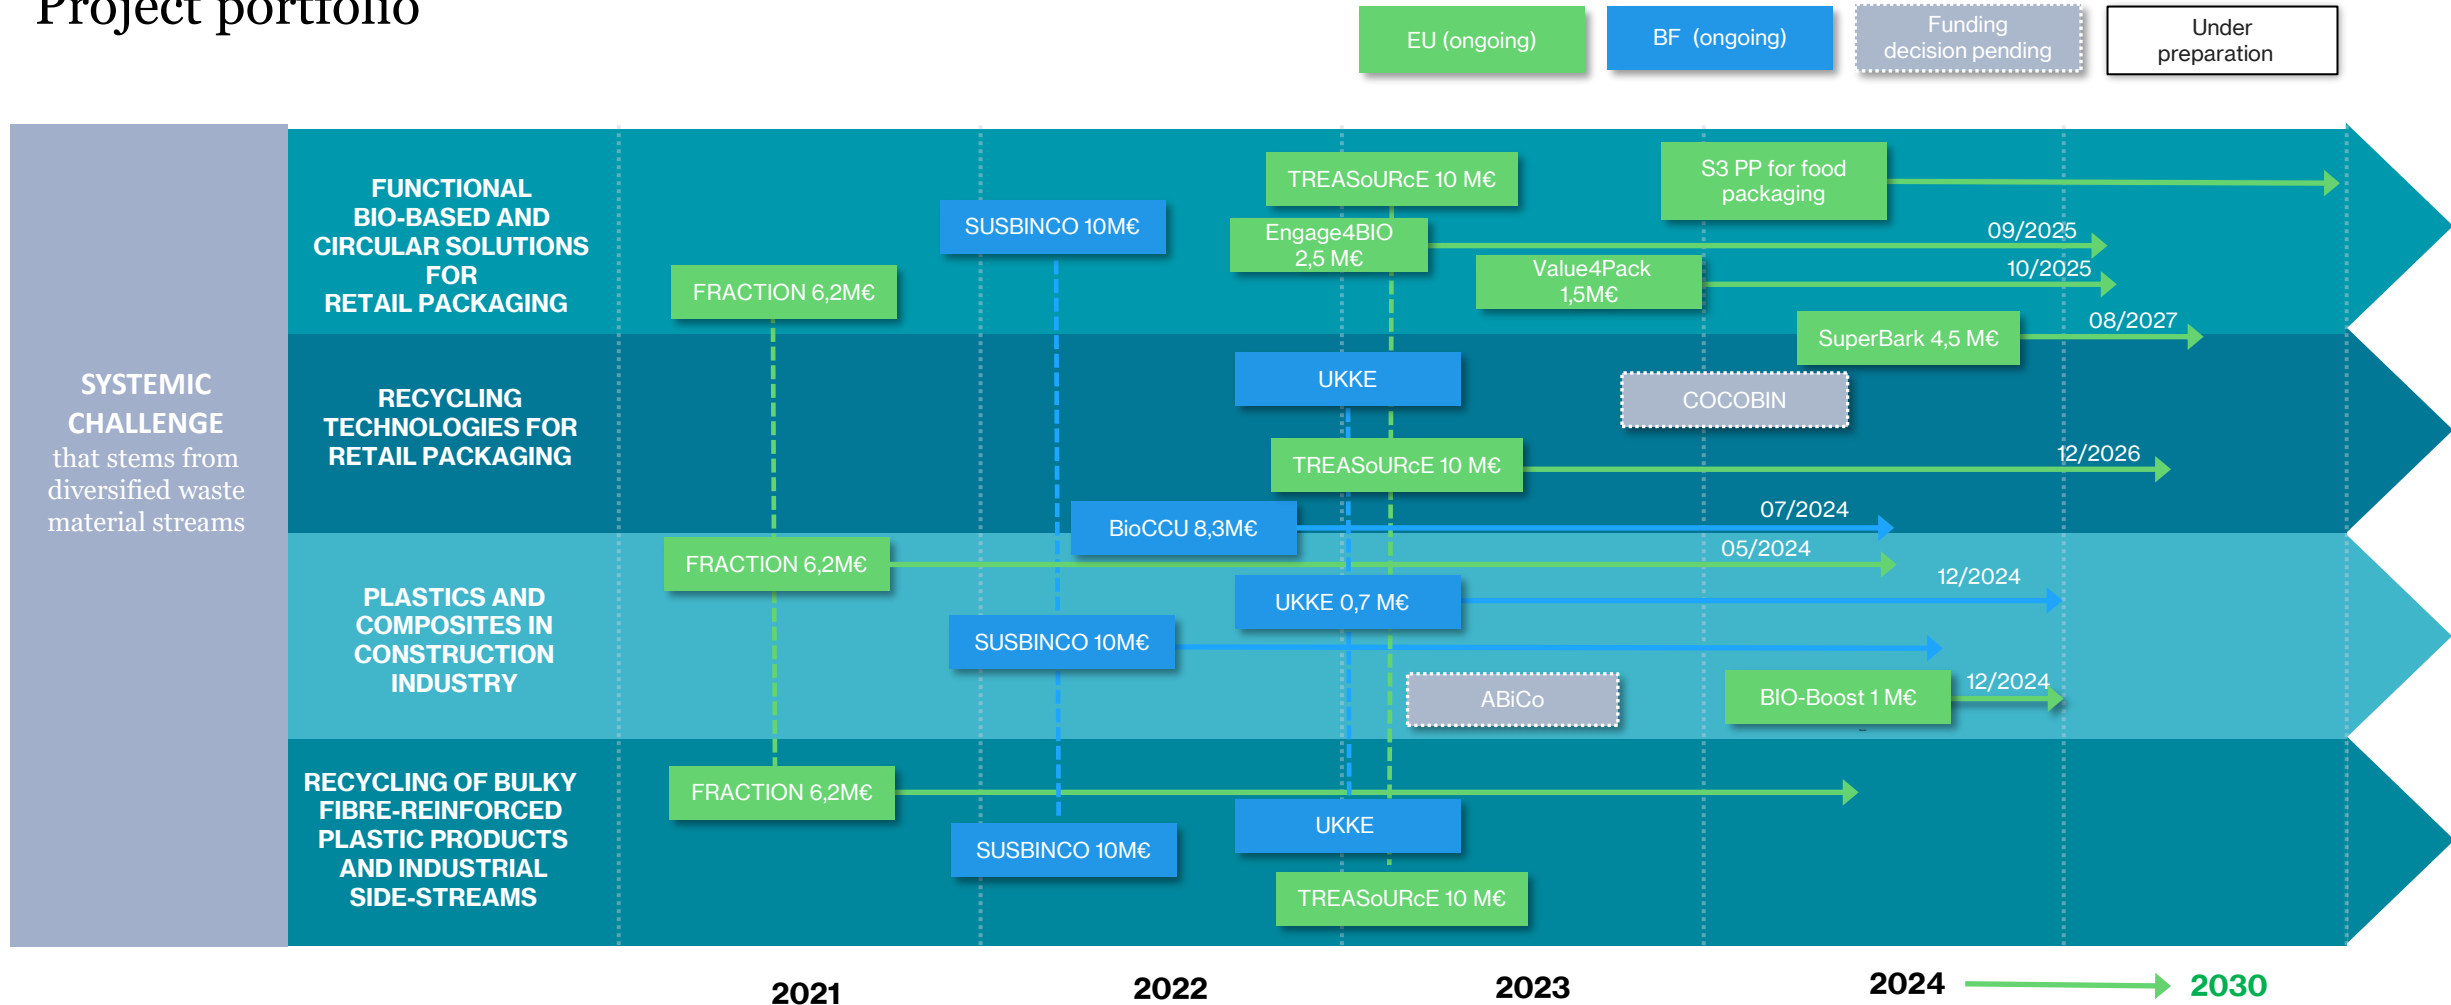 Project portfolio
EU (ongoing)
BF (ongoing)
Funding
decision pending
Under
preparation
SYSTEMIC
CHALLENGE
that stems from
diversified waste
material streams
FUNCTIONAL
BIO-BASED AND
CIRCULAR SOLUTIONS
FOR
RETAIL PACKAGING
TREASoURcE 10 M€
S3 PP for food
packaging
SUSBINCO 10M€
Engage4BIO
2,5 M€
09/2025
Value4Pack
1,5M€
10/2025
FRACTION 6,2M€
SuperBark 4,5 M€
08/2027
RECYCLING
TECHNOLOGIES FOR
RETAIL PACKAGING
UKKE
COCOBIN
TREASoURcE 10 M€
12/2026
BioCCU 8,3M€
07/2024
PLASTICS AND
COMPOSITES IN
CONSTRUCTION
INDUSTRY
FRACTION 6,2M€
05/2024
UKKE 0,7 M€
12/2024
SUSBINCO 10M€
ABiCo
BIO-Boost 1 M€
12/2024
RECYCLING OF BULKY
FIBRE-REINFORCED
PLASTIC PRODUCTS
AND INDUSTRIAL
SIDE-STREAMS
FRACTION 6,2M€
UKKE
SUSBINCO 10M€
TREASoURcE 10 M€
2021
2022
2023
2024
2030